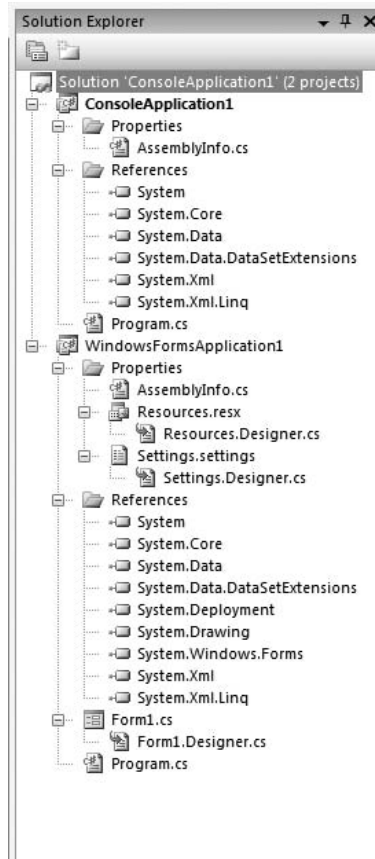 Solution Explorer
Solution 'ConsoleApplication1' (2 projects)
ConsoleApplication1
Properties
AssemblyInfo.cs
References
System
System.Core
System.Data
System.Data.DataSetExtensions
System.Xml
System.Xml.Linq
Program.cs
WindowsFormsApplication1
Properties
AssemblyInfo.cs
Resources.resx
Resources.Designer.cs
Settings.settings
Settings.Designer.cs
References
System
System.Core
System.Data
System.Data.DataSetExtensions
System.Deployment
System.Drawing
System.Windows.Forms
System.Xml
System.Xml.Linq
Form1.cs
Form1.Designer.cs
Program.cs